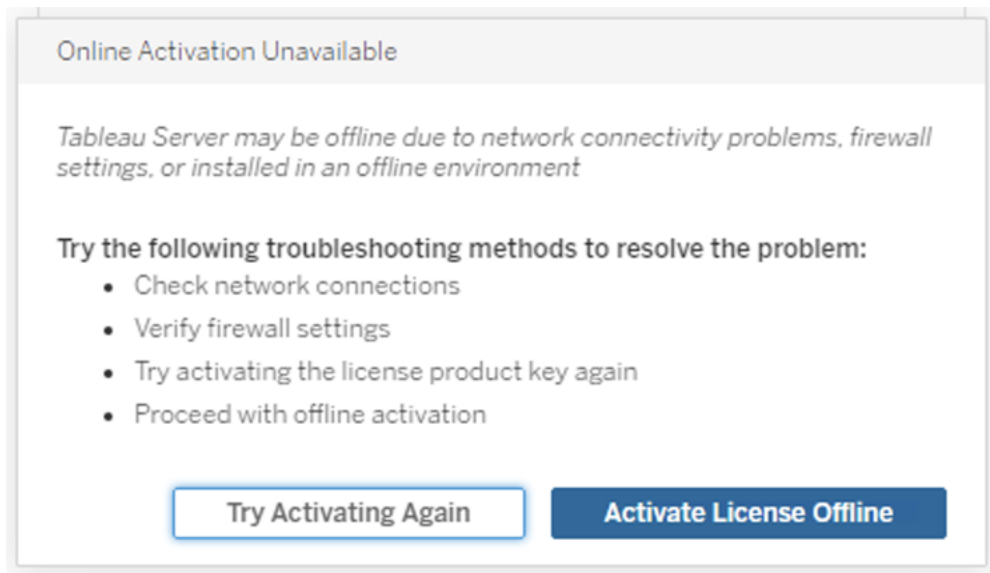 Online Activation Unavailable
Tableau Server may be offline due to network connectivity problems, firewall
settings, or installed in an offline environment
Try the following troubleshooting methods to resolve the problem:
• Check network connections
• Verify firewall settings
• Try activating the license product key again
• Proceed with offline activation
Try Activating Again
Activate License Offline